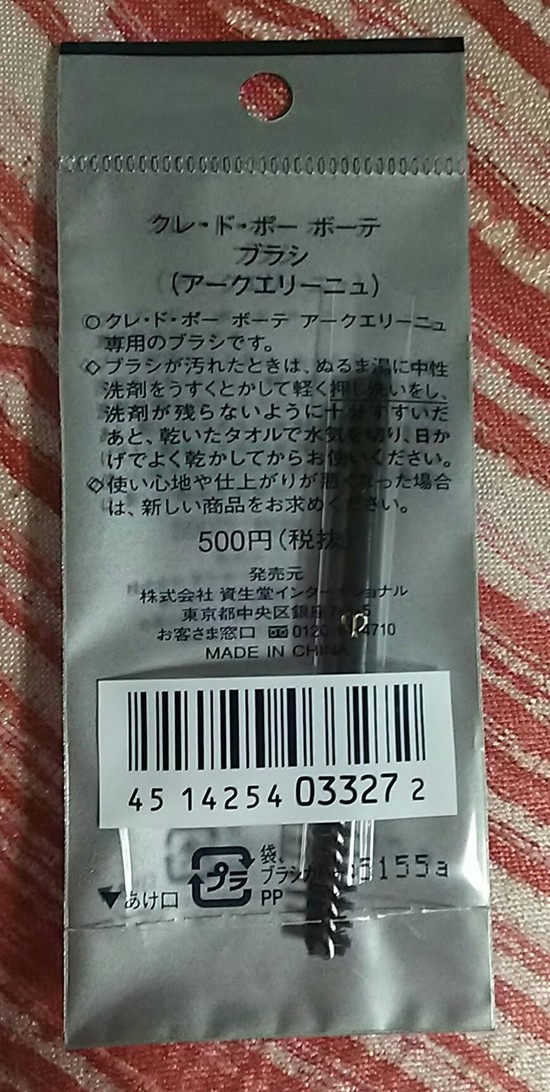 クレ・ド・ポー ボーテ
ブラシ
(アークエリーニュ)
○クレ・ド・ポー ボーテ アークエリーニュ
専用のブラシです。
◇ブラシが汚れたときは、ぬるま湯に中性
洗剤をうすくとかして軽く押し洗いをし、
洗剤が残らないように十分すすいだ
あと、乾いたタオルで水気を切り、日か
げでよく乾かしてからお使いください。
◇使い心地や仕上がりが悪くなった場合
は、新しい商品をお求めください。
500円(税抜
発売元
株式会社 資生堂インターナショナル
東京都中央区銀座
お客さま窓口 0120 4710
MADE IN CHINA
45 14254 03327 2
▼あけ口
プラ
袋、
ブラシ
PP
5155a